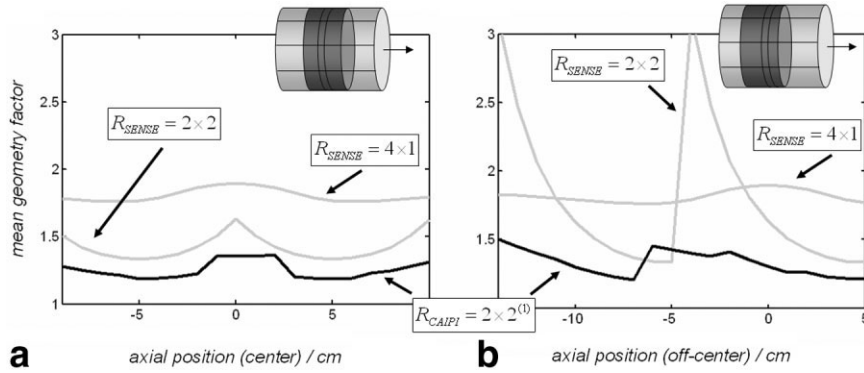 3
2.5
2
1.5
1
mean geometry factor
R_SENSE = 2×2
R_SENSE = 4×1
-5
0
5
a
axial position (center) / cm
3
2.5
2
1.5
R_SENSE = 2×2
R_SENSE = 4×1
R_CAIPI = 2×2^(1)
-10
-5
0
5
b
axial position (off-center) / cm